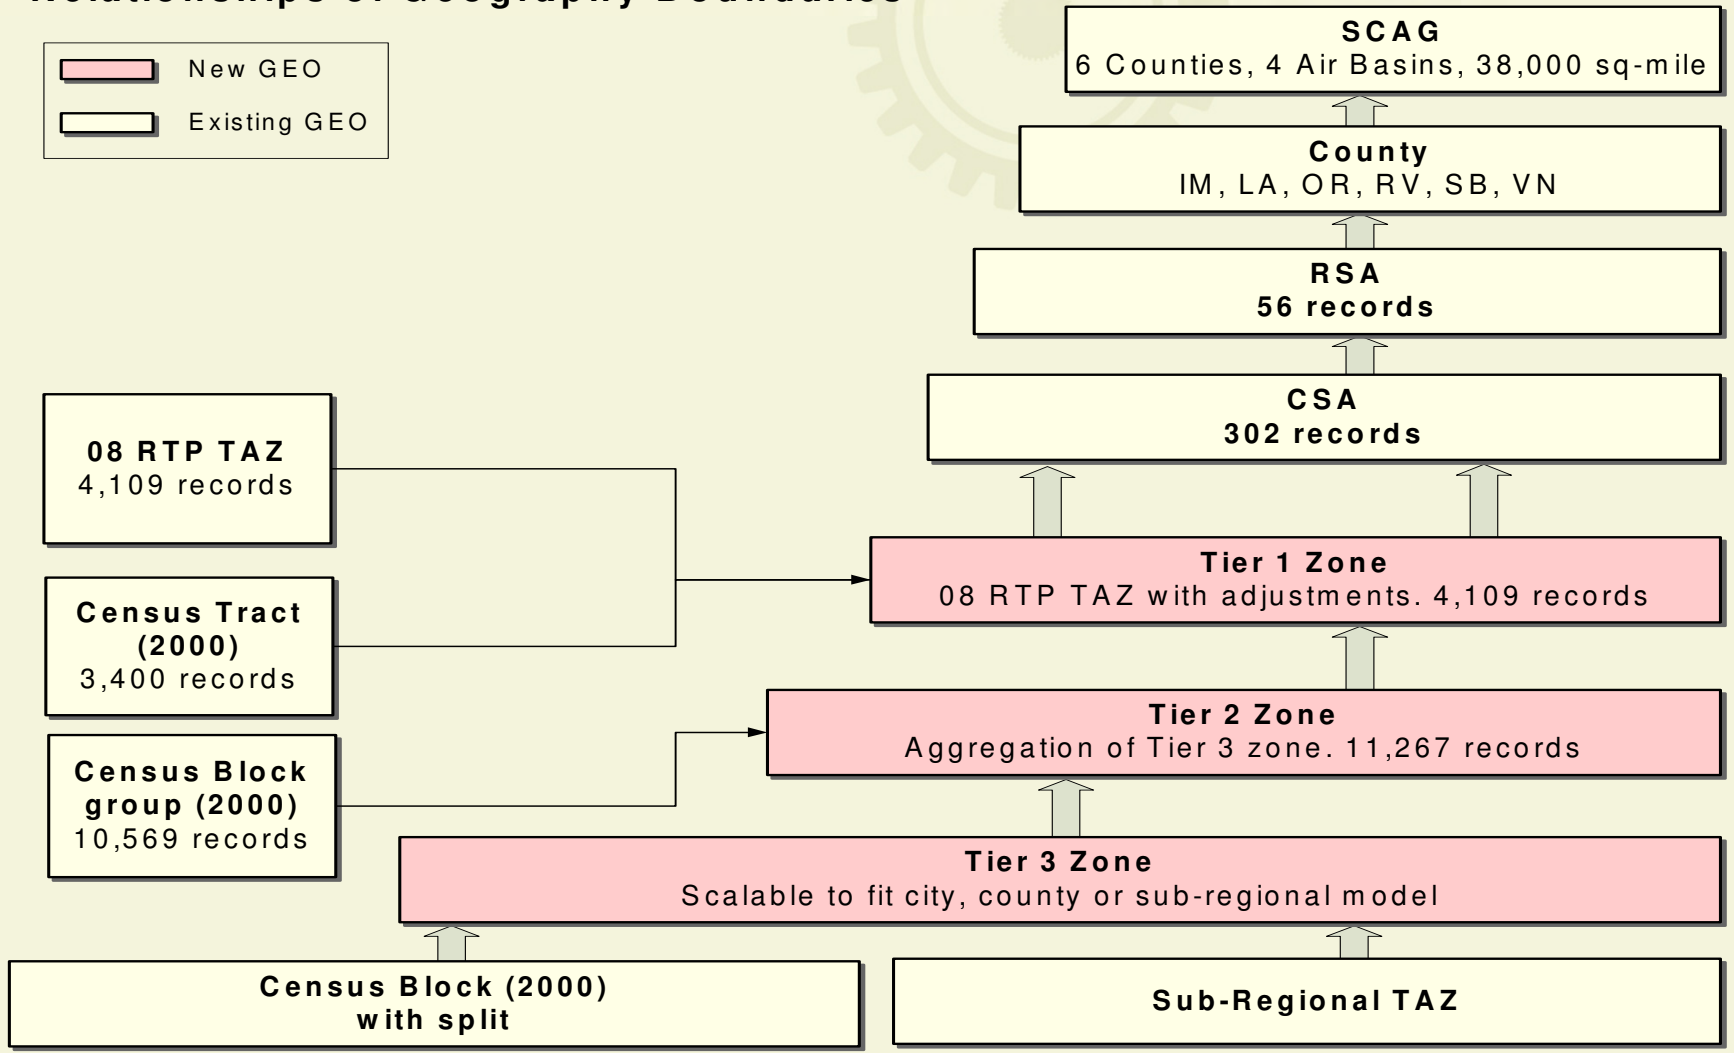 Relationships of Geography Boundaries
New GEO
Existing GEO
SCAG
6 Counties, 4 Air Basins, 38,000 sq-mile
County
IM, LA, OR, RV, SB, VN
RSA
56 records
CSA
302 records
08 RTP TAZ
4,109 records
Tier 1 Zone
08 RTP TAZ with adjustments. 4,109 records
Census Tract
(2000)
3,400 records
Tier 2 Zone
Aggregation of Tier 3 zone. 11,267 records
Census Block
group (2000)
10,569 records
Tier 3 Zone
Scalable to fit city, county or sub-regional model
Census Block (2000)
with split
Sub-Regional TAZ